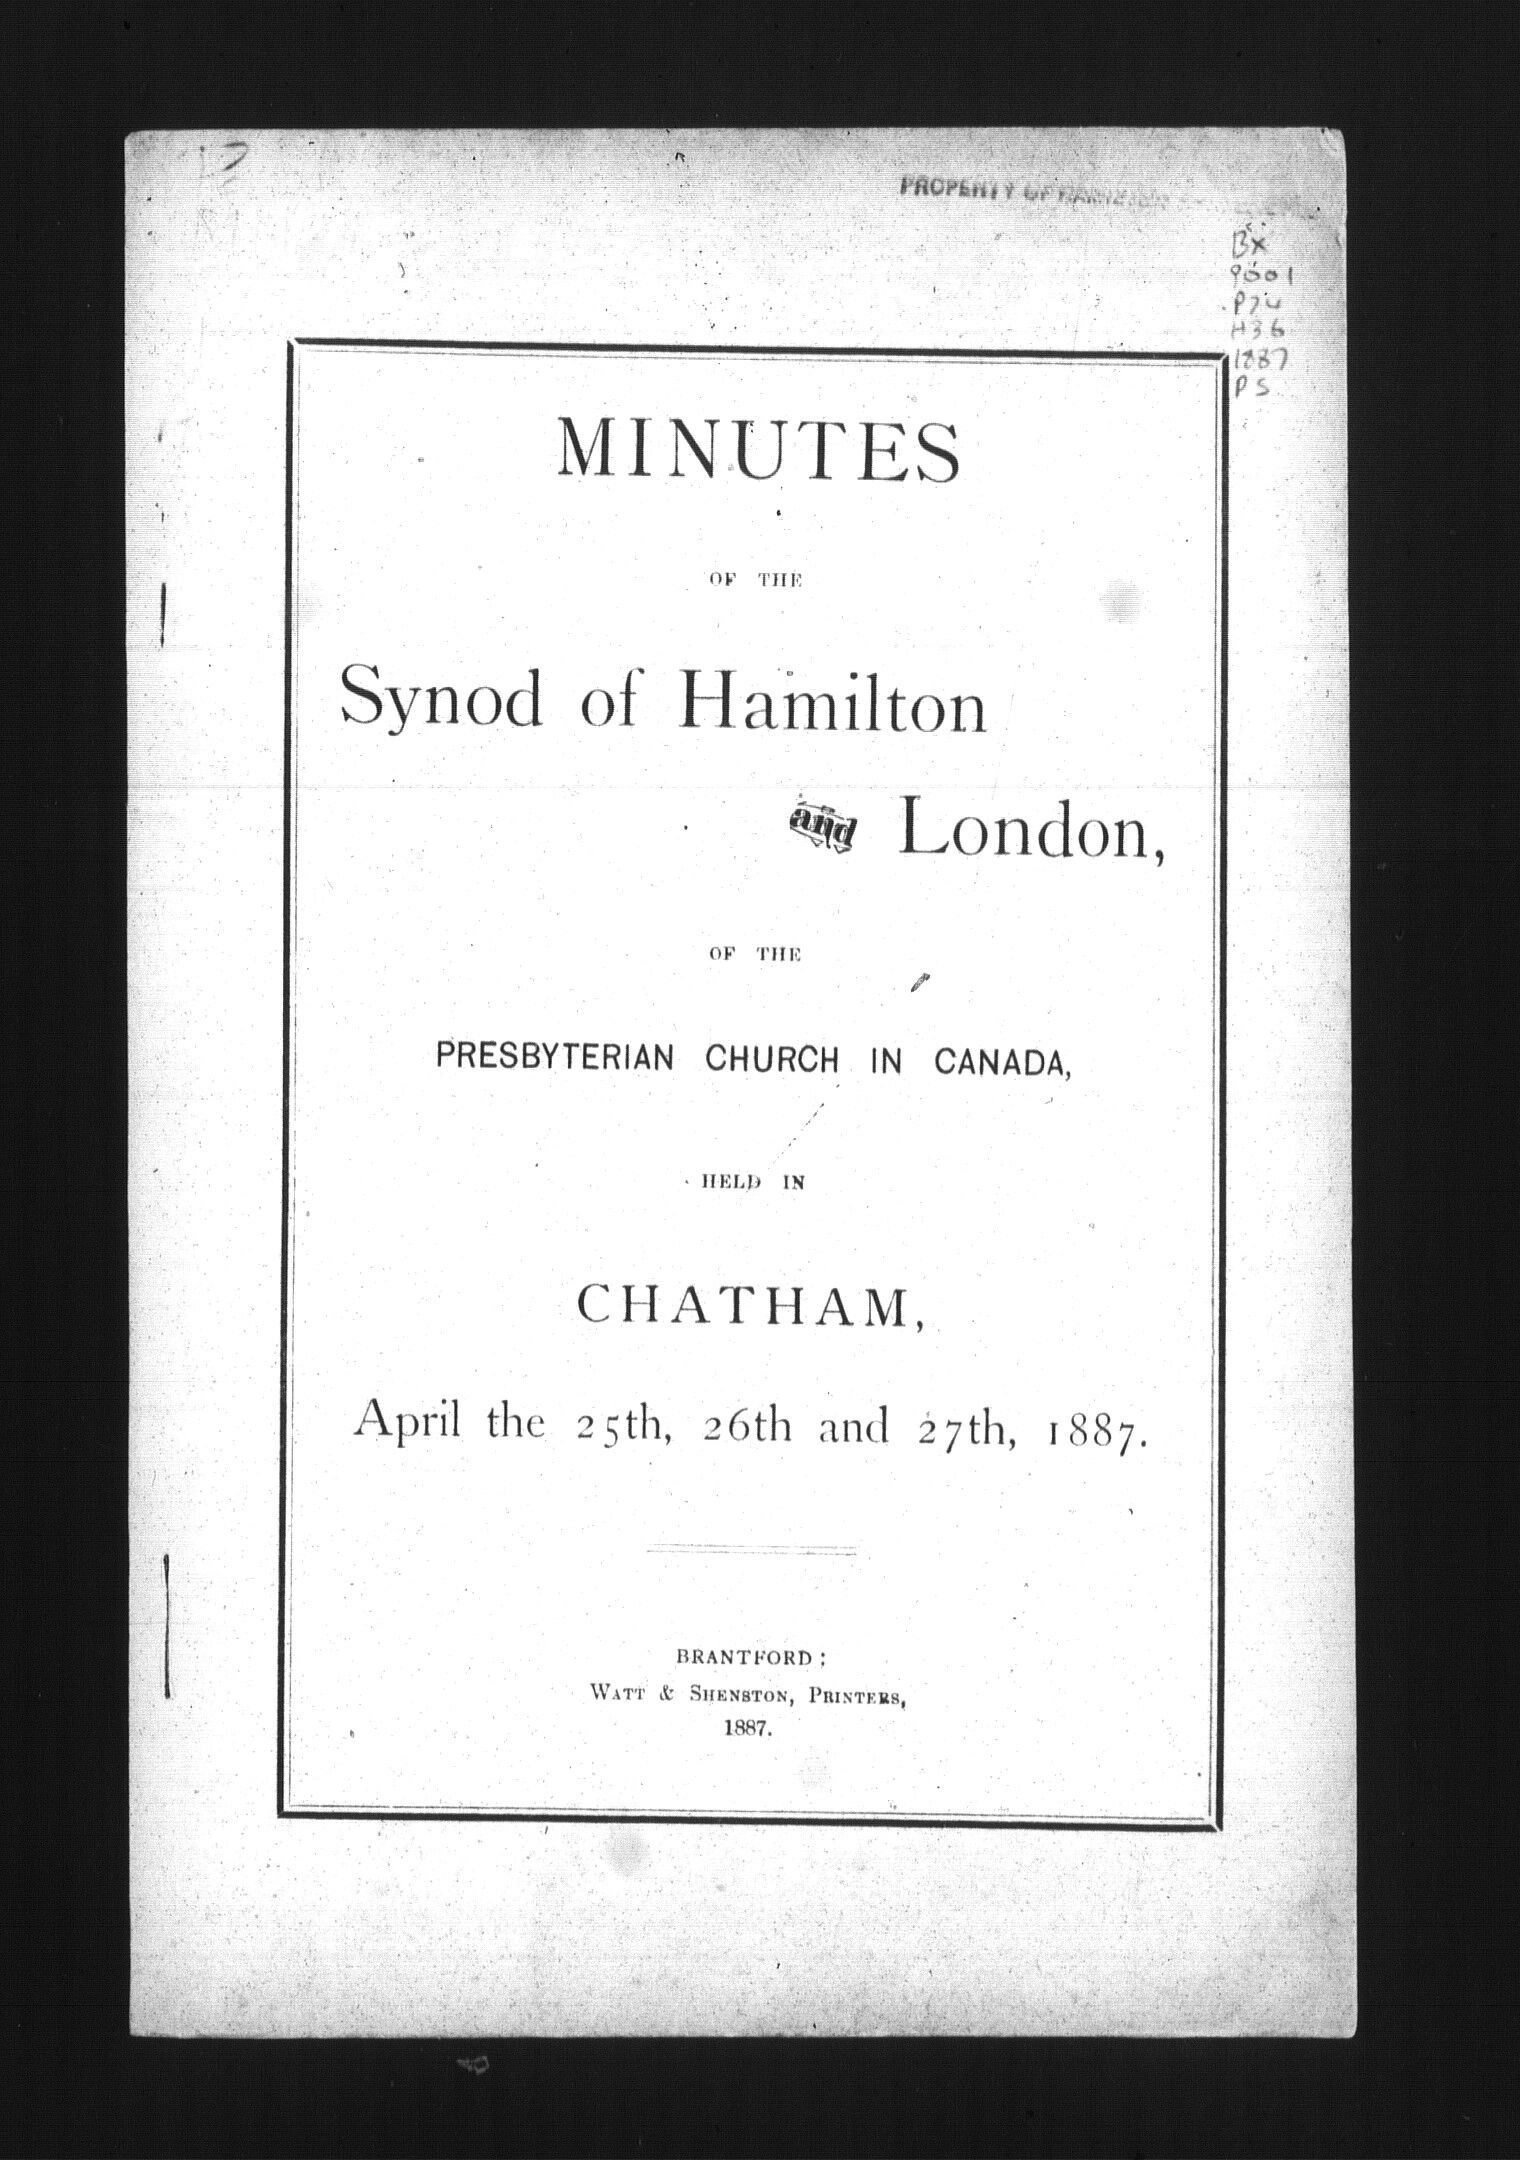 PROPERTY OF
BX
9001
P74
H36
1887
PS
MINUTES
OF THE
Synod of Hamilton
and London,
OF THE
PRESBYTERIAN CHURCH IN CANADA,
HELD IN
CHATHAM,
April the 25th, 26th and 27th, 1887.
BRANTFORD:
WATT & SHENSTON, PRINTERS,
1887.